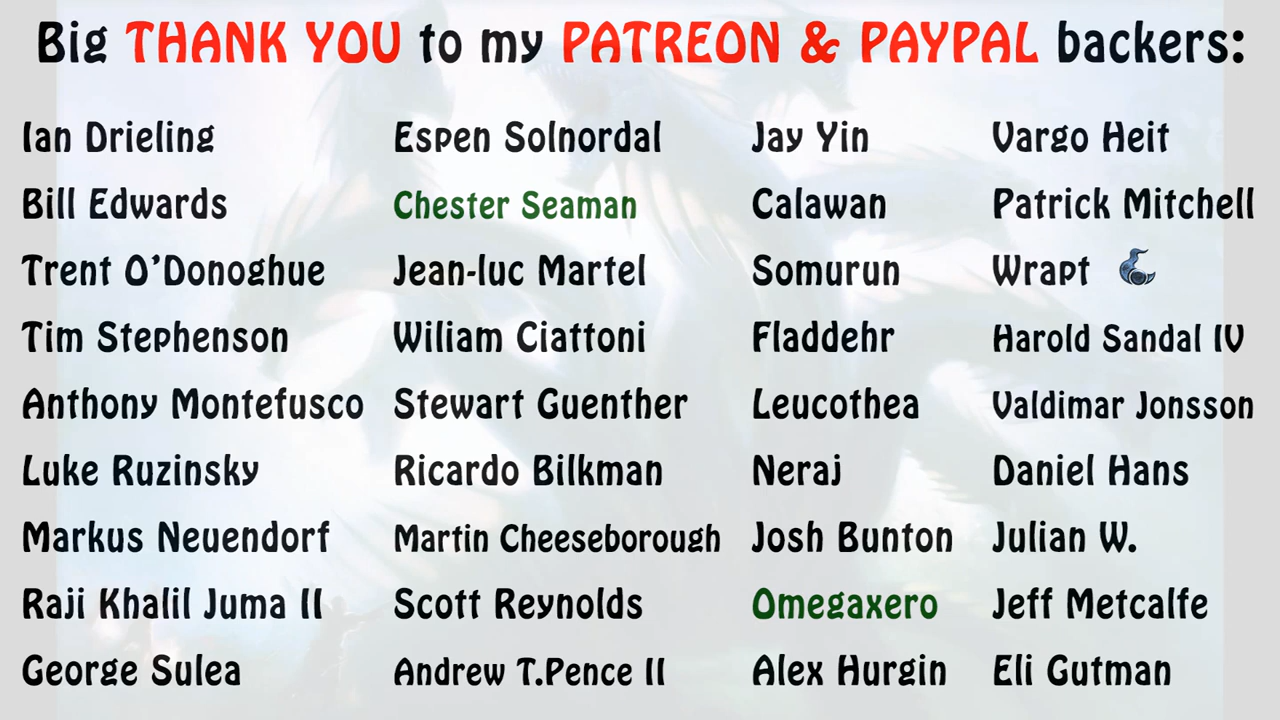 Big THANK YOU to my PATREON & PAYPAL backers:
Ian Drieling
Bill Edwards
Trent O'Donoghue
Tim Stephenson
Anthony Montefusco
Luke Ruzinsky
Markus Neuendorf
Raji Khalil Juma II
George Sulea
Espen Solnordal
Chester Seaman
Jean-luc Martel
Wiliam Ciattoni
Stewart Guenther
Ricardo Bilkman
Martin Cheeseborough
Scott Reynolds
Andrew T.Pence II
Jay Yin
Calawan
Somurun
Fladdehr
Leucothea
Neraj
Josh Bunton
Omegaxero
Alex Hurgin
Vargo Heit
Patrick Mitchell
Wrapt
Harold Sandal IV
Valdimar Jonsson
Daniel Hans
Julian W.
Jeff Metcalfe
Eli Gutman